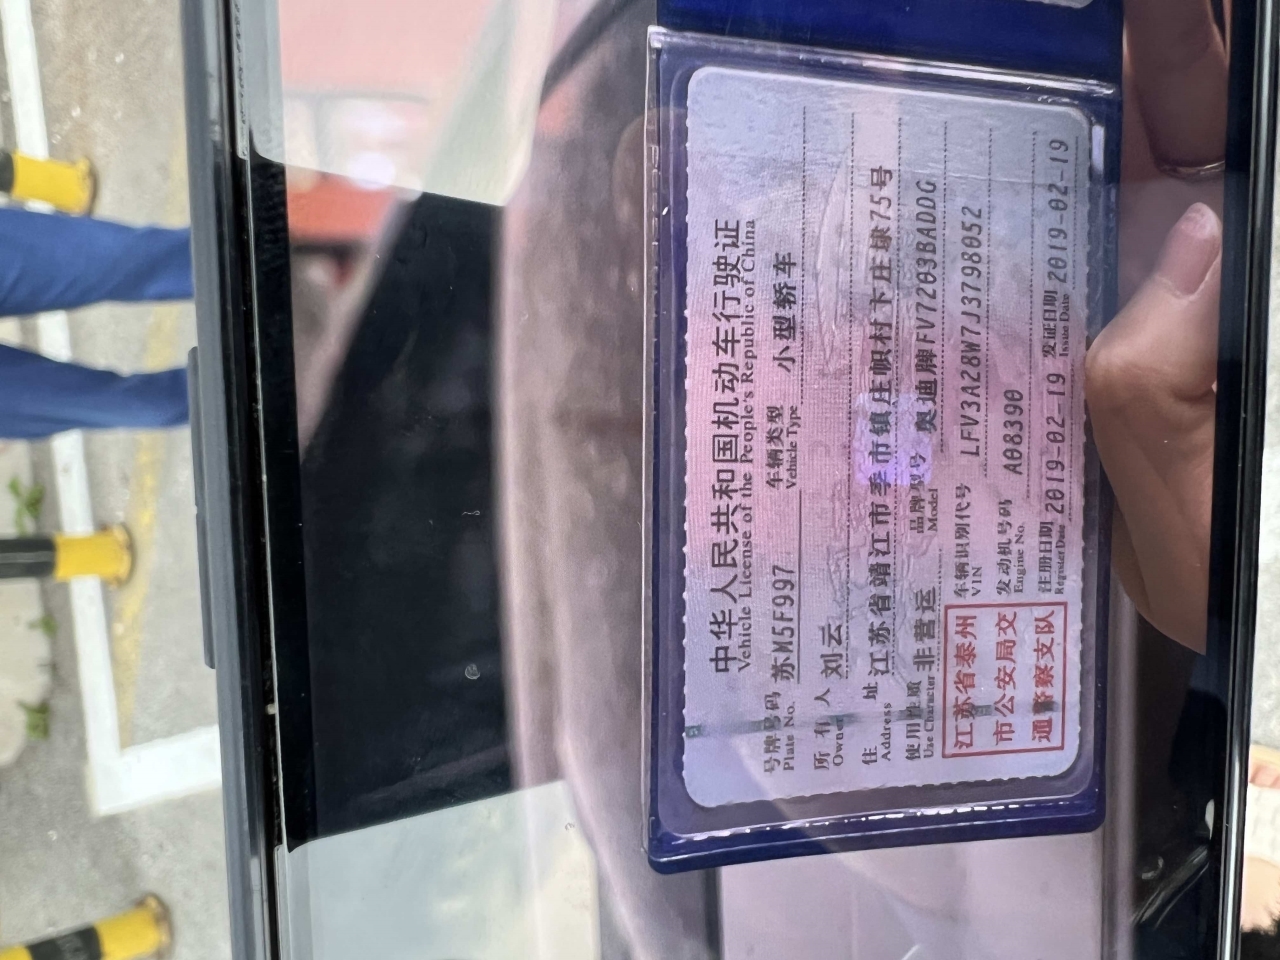 中华人民共和国机动车行驶证
Vehicle License of the People's Republic of China
号牌号码 苏M5F997 车辆类型 小型轿车
Plate No. Vehicle Type
所有人 刘云
Owner
住址 江苏省靖江市季市镇庄帜村卞庄埭75号
Address
使用性质 非营运 品牌型号 奥迪牌FV7203BADDG
Use Character Model
江苏省泰州
市公安局交
通警察支队
车辆识别代号 LFV3A28W7J3798052
VIN
发动机号码 A08390
Engine No.
注册日期 2019-02-19 发证日期 2019-02-19
Register Date Issue Date